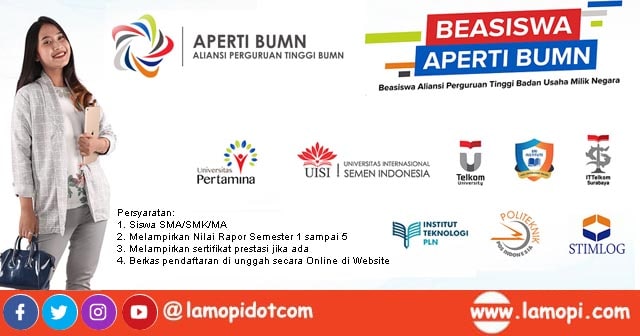 APERTI BUMN
ALIANSI PERGURUAN TINGGI BUMN
BEASISWA
APERTI BUMN
Beasiswa Aliansi Perguruan Tinggi Badan Usaha Milik Negara
Universitas
Pertamina
UISI
UNIVERSITAS INTERNASIONAL
SEMEN INDONESIA
Telkom
University
ITTelkom
Surabaya
Persyaratan:
1. Siswa SMA/SMK/MA
2. Melampirkan Nilai Rapor Semester 1 sampai 5
3. Melampirkan sertifikat prestasi jika ada
4. Berkas pendaftaran di unggah secara Online di Website
INSTITUT
TEKNOLOGI
PLN
POLITEKNIK
POS INDONESIA
STIMLOG
@lamopidotcom
www.lamopi.com